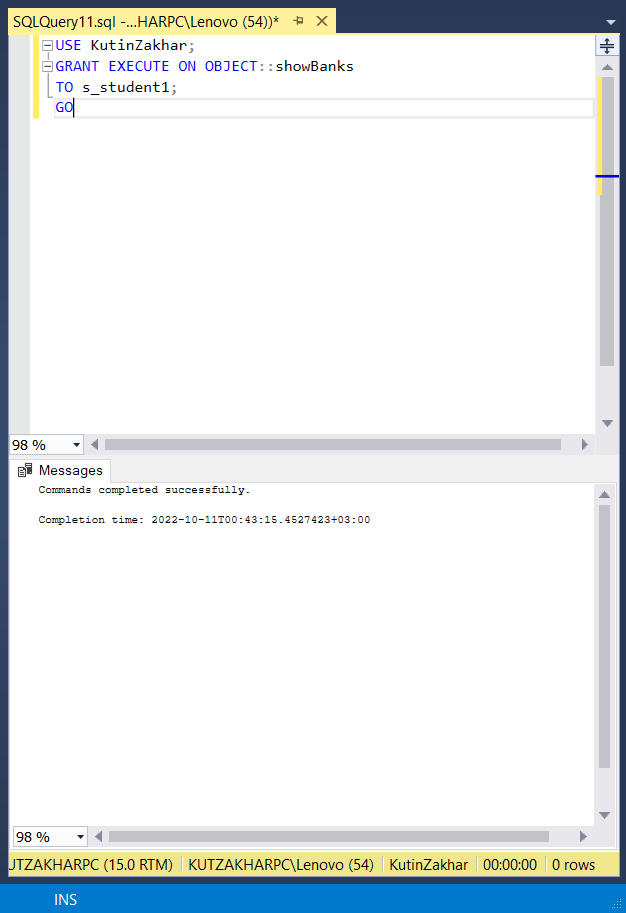 SQLQuery11.sql -...HARPC\Lenovo (54))*
USE KutinZakhar;
GRANT EXECUTE ON OBJECT::showBanks
TO s_student1;
GO
98 %
Messages
Commands completed successfully.
Completion time: 2022-10-11T00:43:15.4527423+03:00
98 %
UTZAKHARPC (15.0 RTM) KUTZAKHARPC\Lenovo (54) KutinZakhar 00:00:00 0 rows
INS